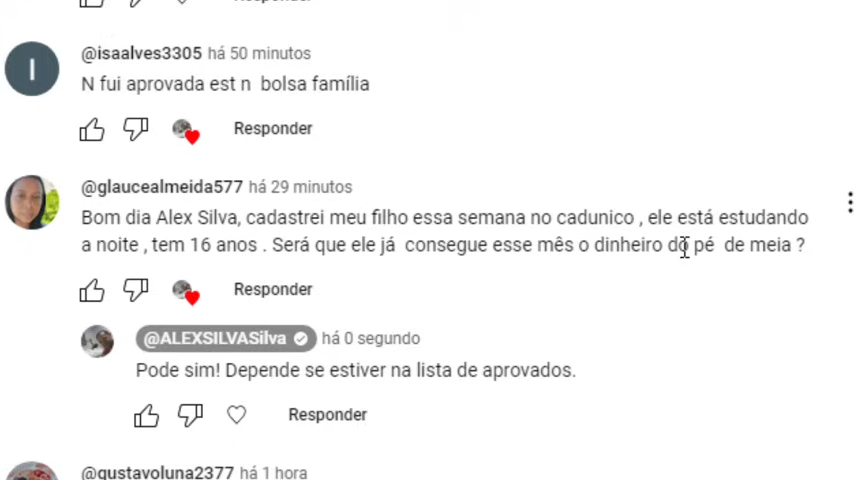 @isaalves3305 há 50 minutos
N fui aprovada est n bolsa família
Responder
@glaucealmeida577 há 29 minutos
Bom dia Alex Silva, cadastrei meu filho essa semana no cadunico , ele está estudando
a noite , tem 16 anos . Será que ele já consegue esse mês o dinheiro do pé de meia ?
Responder
@ALEXSILVASilva há 0 segundo
Pode sim! Depende se estiver na lista de aprovados.
Responder
@gustavoluna2377 há 1 hora